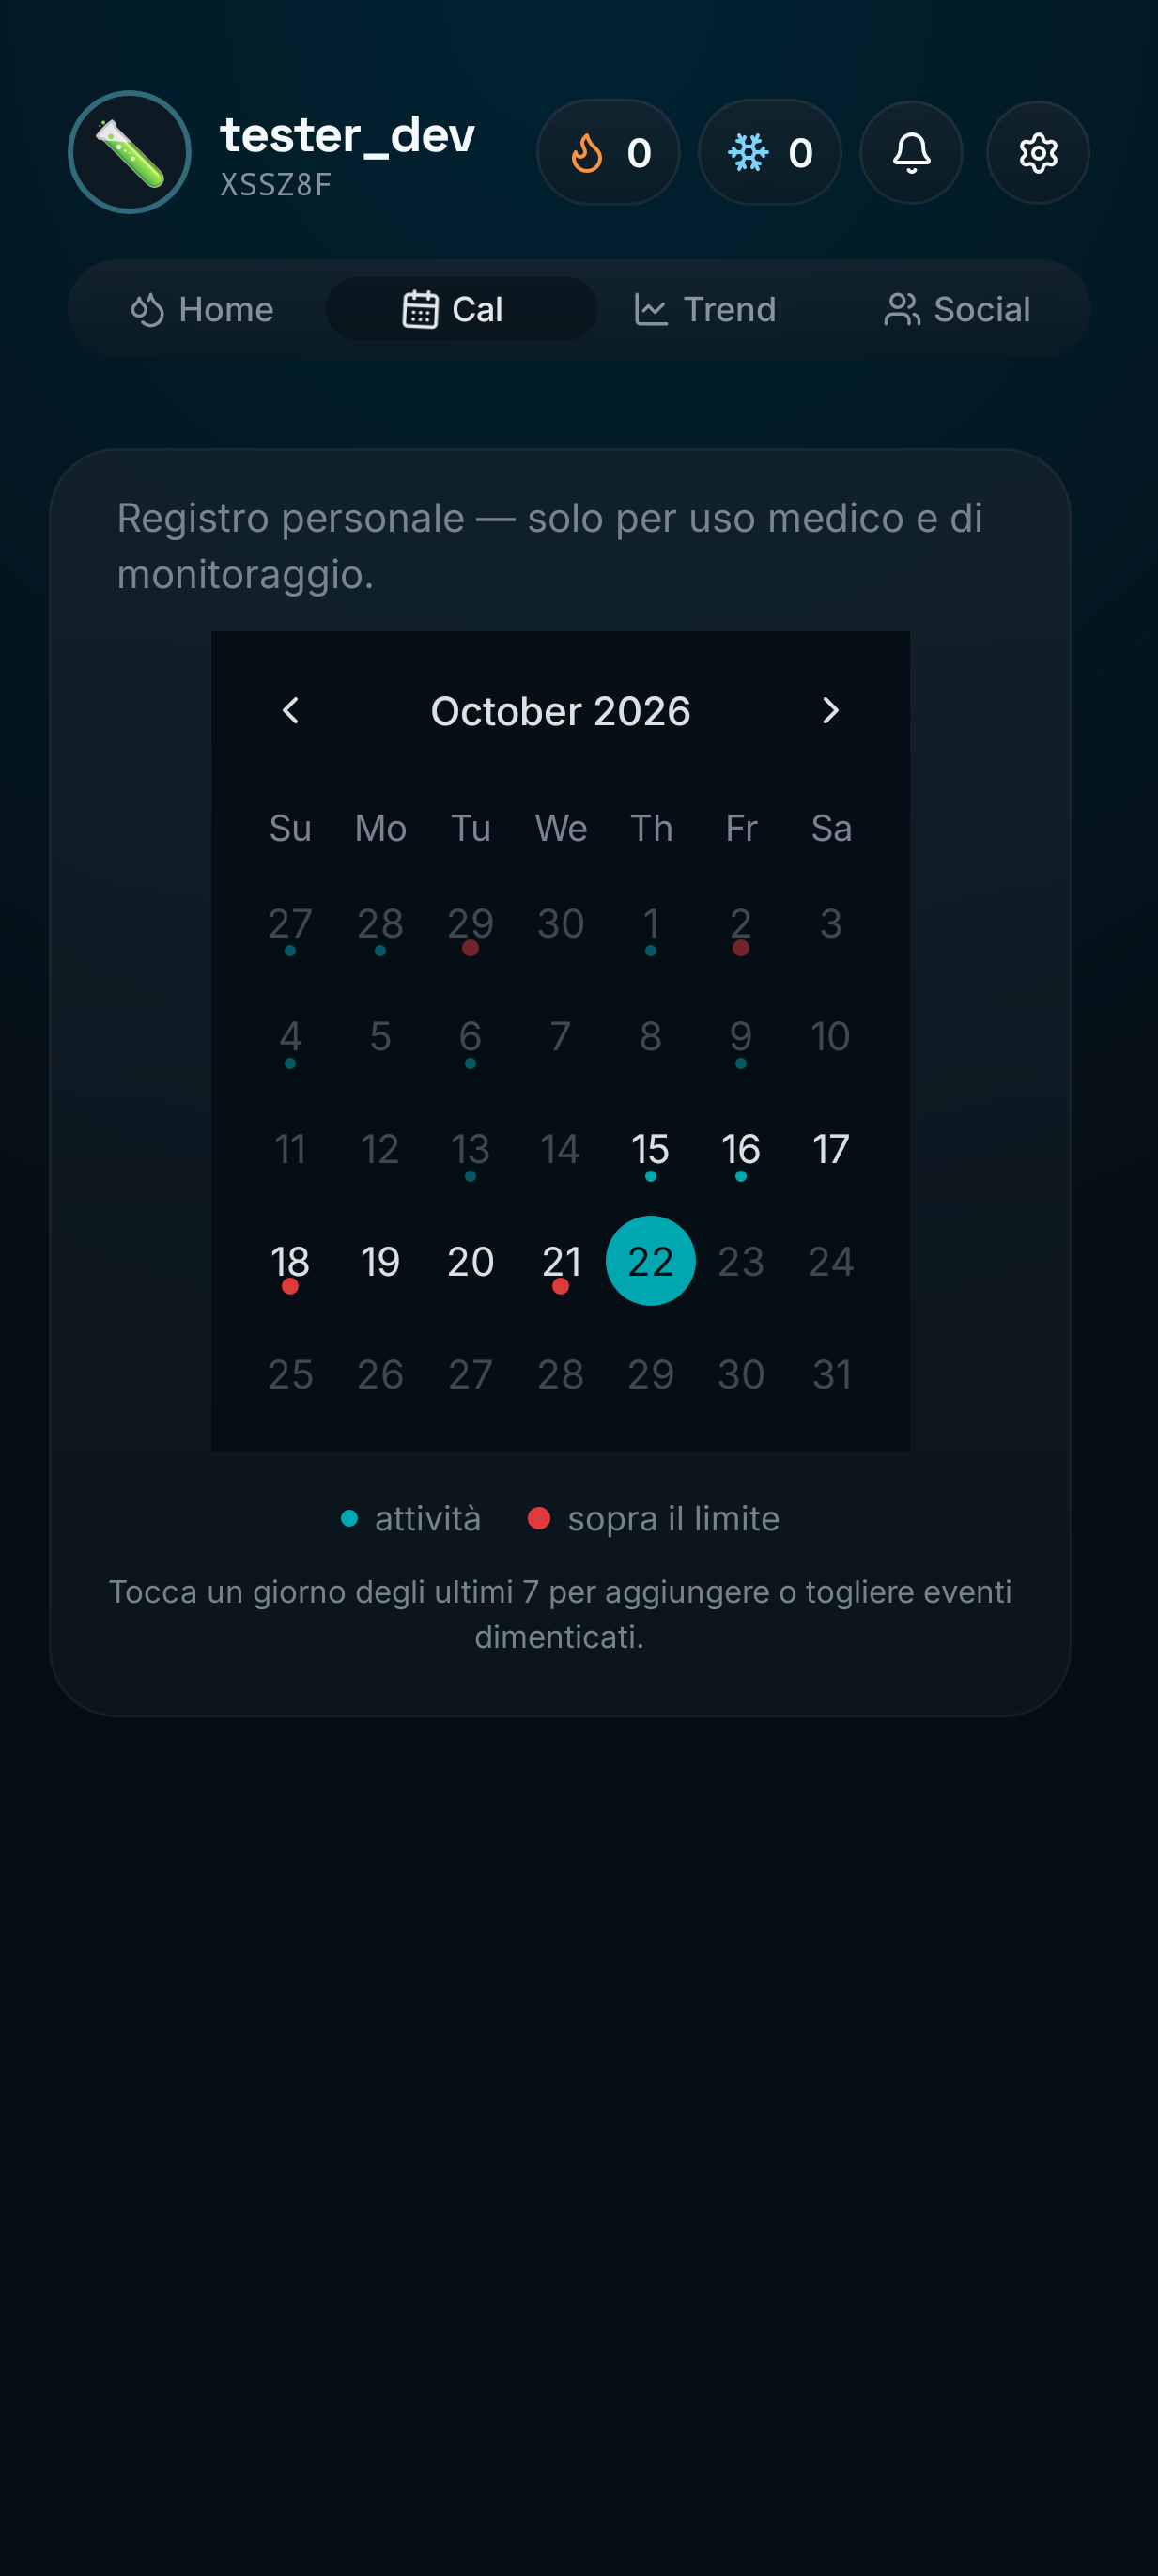 tester_dev
XSSZ8F
0
0
Home
Cal
Trend
Social
Registro personale — solo per uso medico e di
monitoraggio.
October 2026
Su Mo Tu We Th Fr Sa
27 28 29 30 1 2 3
4 5 6 7 8 9 10
11 12 13 14 15 16 17
18 19 20 21 22 23 24
25 26 27 28 29 30 31
attività
sopra il limite
Tocca un giorno degli ultimi 7 per aggiungere o togliere eventi
dimenticati.